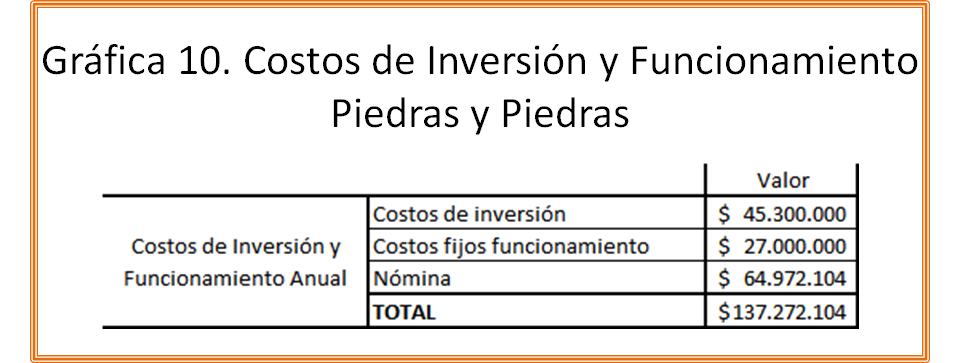 Gráfica 10. Costos de Inversión y Funcionamiento
Piedras y Piedras
Valor
Costos de Inversión y
Funcionamiento Anual
Costos de inversión $ 45.300.000
Costos fijos funcionamiento $ 27.000.000
Nómina $ 64.972.104
TOTAL $137.272.104